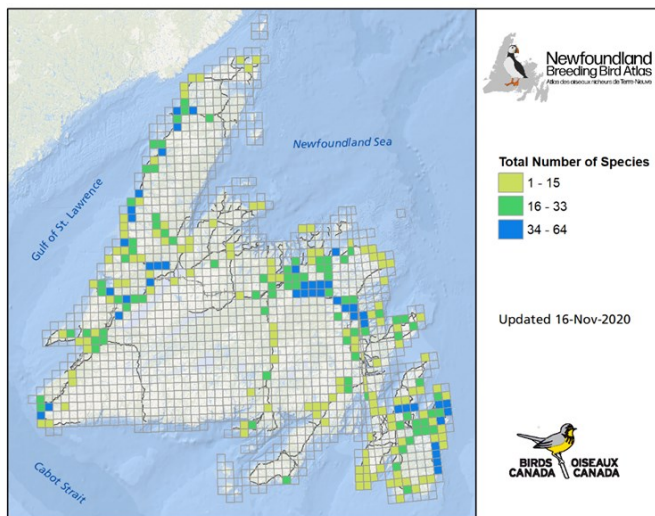 Newfoundland
Breeding Bird Atlas
Atlas des oiseaux nicheurs de Terre-Neuve
Newfoundland Sea
Gulf of St. Lawrence
Cabot Strait
Total Number of Species
1 - 15
16 - 33
34 - 64
Updated 16-Nov-2020
BIRDS OISEAUX
CANADA CANADA